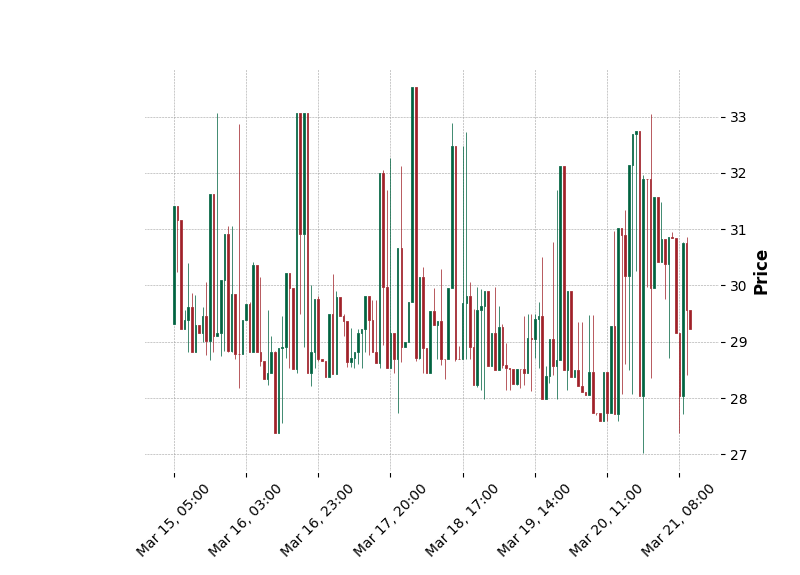 33
32
31
30
29
28
27
Price
Mar 15, 05:00
Mar 16, 03:00
Mar 16, 23:00
Mar 17, 20:00
Mar 18, 17:00
Mar 19, 14:00
Mar 20, 11:00
Mar 21, 08:00